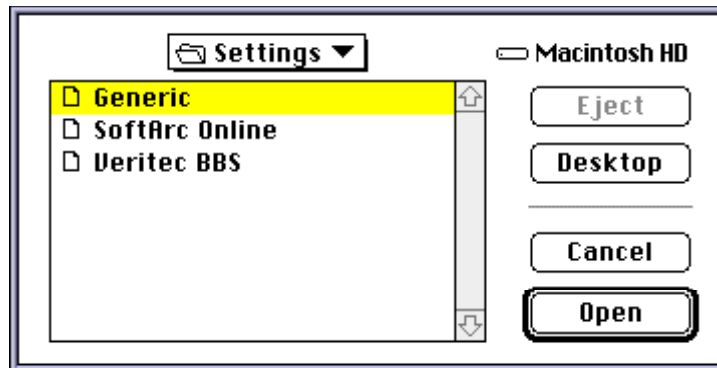 Settings
Macintosh HD
Generic
SoftArc Online
Veritec BBS
Eject
Desktop
Cancel
Open